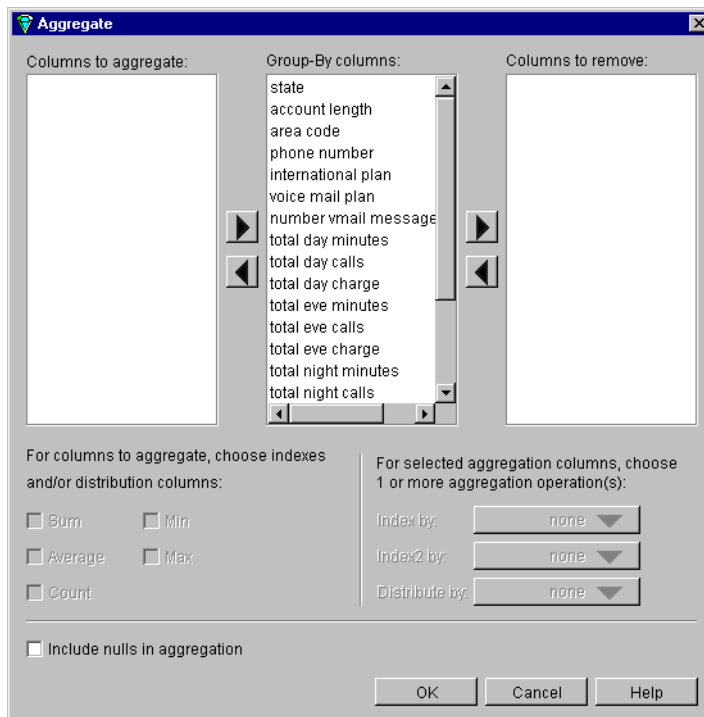 Aggregate
Columns to aggregate:
Group-By columns:
Columns to remove:
state
account length
area code
phone number
international plan
voice mail plan
number vmail message
total day minutes
total day calls
total day charge
total eve minutes
total eve calls
total eve charge
total night minutes
total night calls
For columns to aggregate, choose indexes
and/or distribution columns:
Sum
Min
Average
Max
Count
For selected aggregation columns, choose
1 or more aggregation operation(s):
Index by: none
Index2 by: none
Distribute by: none
Include nulls in aggregation
OK
Cancel
Help